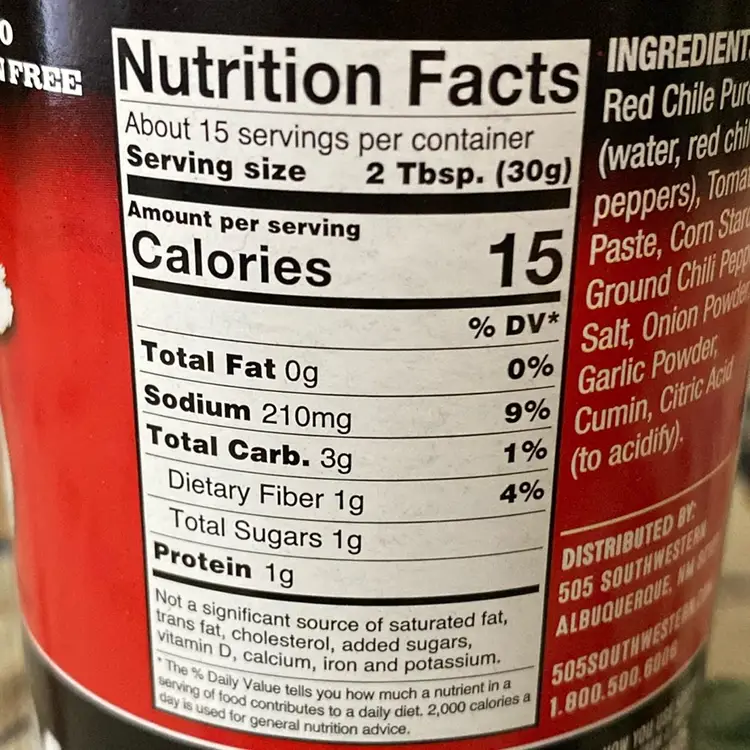 FREE
Nutrition Facts
About 15 servings per container
Serving size 2 Tbsp. (30g)
Amount per serving
Calories 15
% DV*
Total Fat 0g 0%
Sodium 210mg 9%
Total Carb. 3g 1%
Dietary Fiber 1g 4%
Total Sugars 1g
Protein 1g
Not a significant source of saturated fat,
trans fat, cholesterol, added sugars,
vitamin D, calcium, iron and potassium.
* The % Daily Value tells you how much a nutrient in a
serving of food contributes to a daily diet. 2,000 calories a
day is used for general nutrition advice.
INGREDIENT
Red Chile Pur
(water, red chi
peppers), Toma
Paste, Corn Star
Ground Chili Pepp
Salt, Onion Powde
Garlic Powder,
Cumin, Citric Acid
(to acidify).
DISTRIBUTED BY:
505 SOUTHWESTERN
ALBUQUERQUE, NM
505SOUTHWESTERN
1.800.500.6006